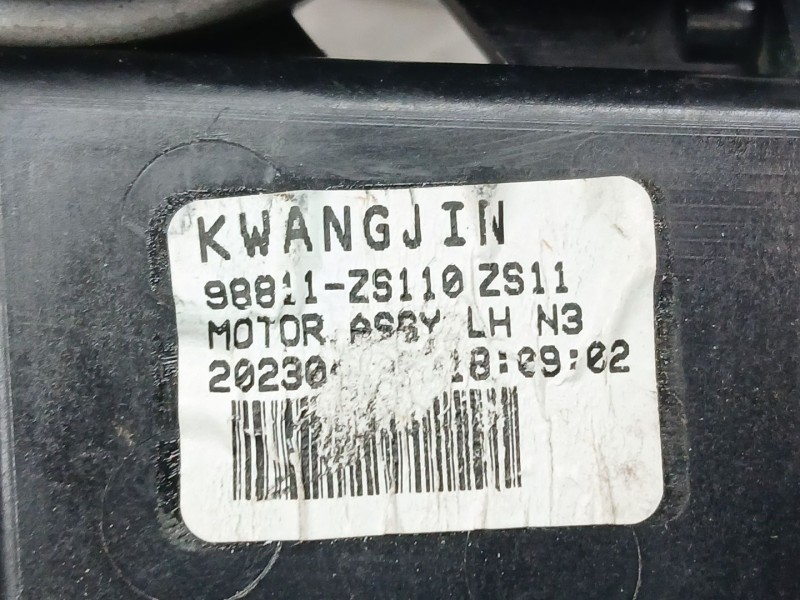 KWANGJIN
98811-ZS110 ZS11
MOTOR ASSY LH N3
18:09:02